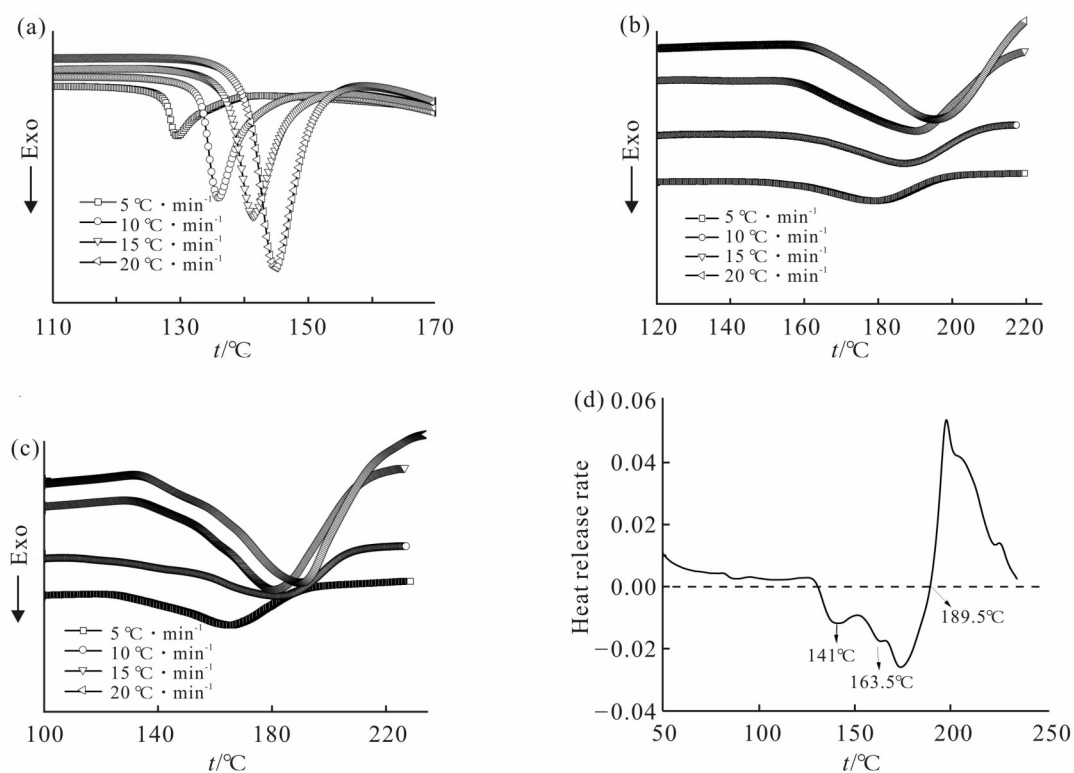 (a)
Exo
5 ℃·min⁻¹
10 ℃·min⁻¹
15 ℃·min⁻¹
20 ℃·min⁻¹
110 130 150 170
t/℃
(b)
Exo
5 ℃·min⁻¹
10 ℃·min⁻¹
15 ℃·min⁻¹
20 ℃·min⁻¹
120 140 160 180 200 220
t/℃
(c)
Exo
5 ℃·min⁻¹
10 ℃·min⁻¹
15 ℃·min⁻¹
20 ℃·min⁻¹
100 140 180 220
t/℃
(d)
Heat release rate
0.06
0.04
0.02
0.00
−0.02
−0.04
141℃
163.5℃
189.5℃
50 100 150 200 250
t/℃